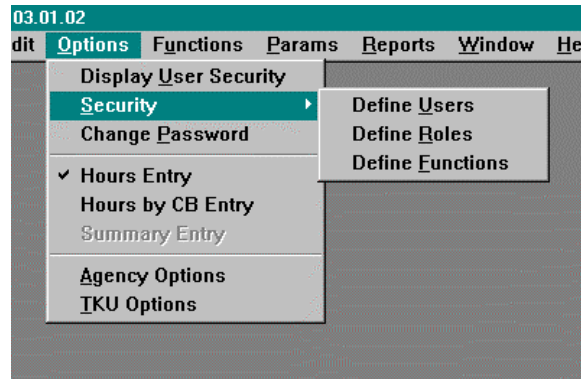 03.01.02
dit Options Functions Params Reports Window He
Display User Security
Security
Change Password
Hours Entry
Hours by CB Entry
Summary Entry
Agency Options
TKU Options
Define Users
Define Roles
Define Functions